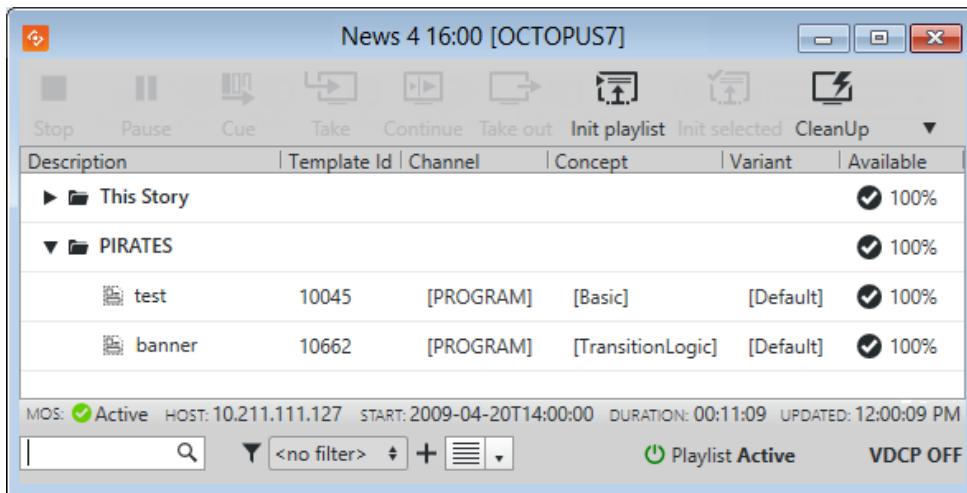 News 4 16:00 [OCTOPUS7]
Stop Pause Cue Take Continue Take out Init playlist Init selected CleanUp
Description Template Id Channel Concept Variant Available
This Story 100%
PIRATES 100%
test 10045 [PROGRAM] [Basic] [Default] 100%
banner 10662 [PROGRAM] [TransitionLogic] [Default] 100%
MOS: Active HOST: 10.211.111.127 START: 2009-04-20T14:00:00 DURATION: 00:11:09 UPDATED: 12:00:09 PM
<no filter> Playlist Active VDCP OFF